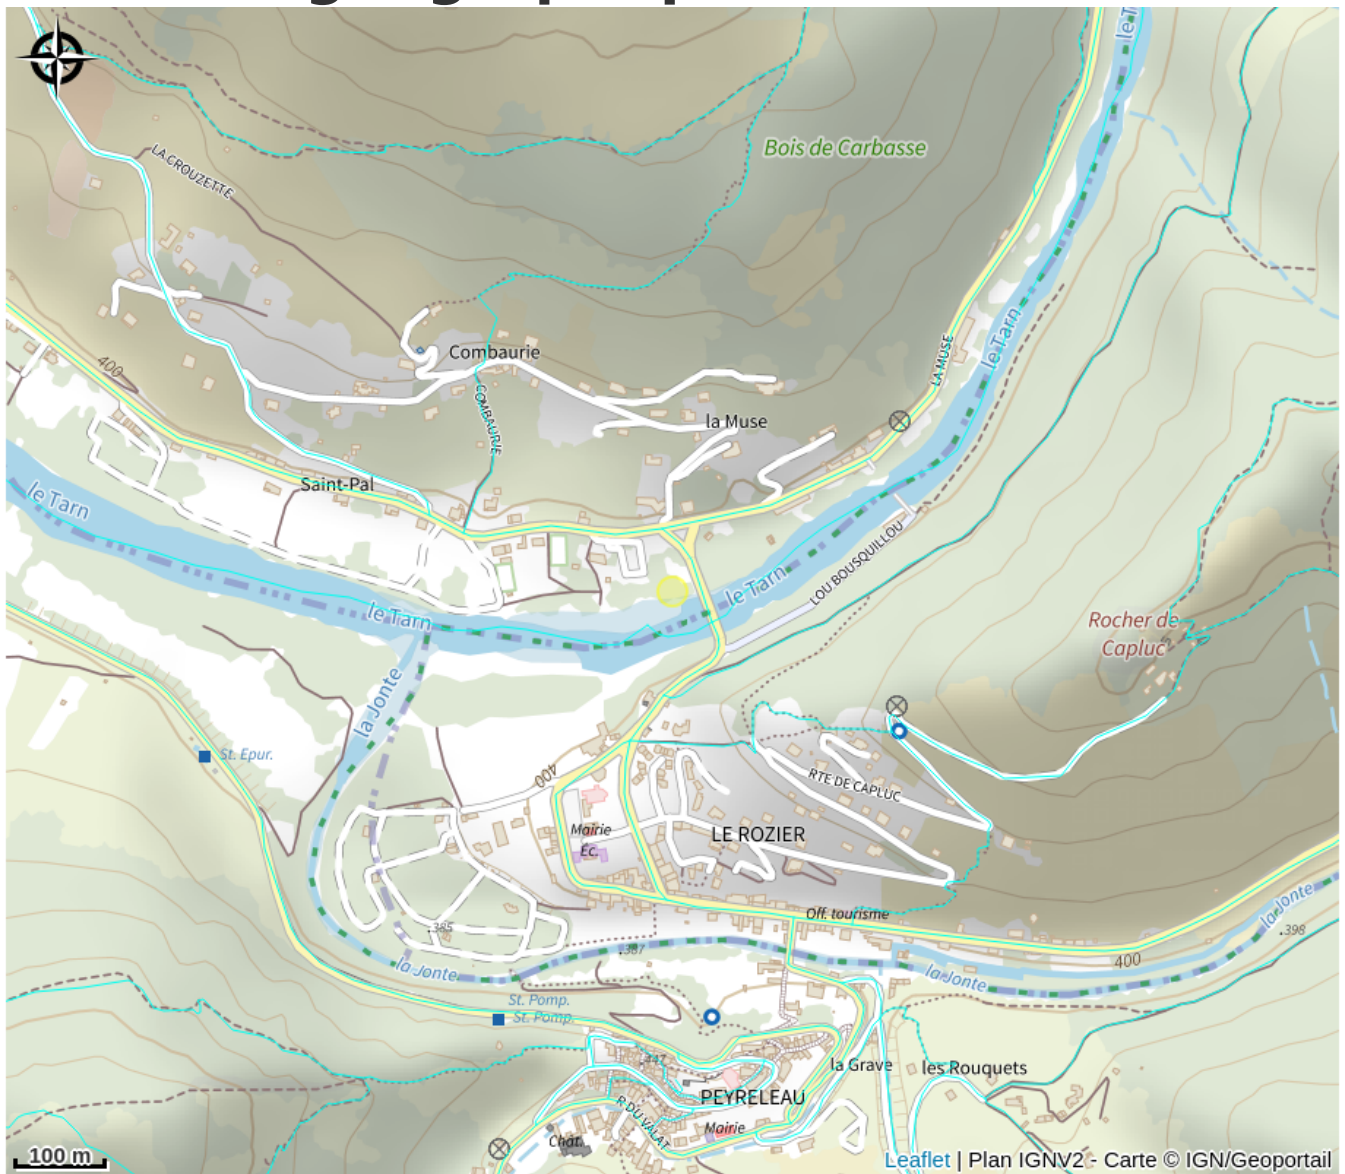 le T
Bois de Carbasse
LA CROUZETTE
le Tarn
LA MUSE
Combaurie
400
COMBAURIE
la Muse
Saint-Pal
le Tarn
LOU BOUSQUILLOU
le Tarn
le Tarn
Rocher de
Capluc
la Jonte
St. Epur.
400
RTE DE CAPLUC
Mairie
Ec.
LE ROZIER
Off. tourisme
la Jonte
.385
.387
.398
400
la Jonte
la Jonte
St. Pomp.
St. Pomp.
.447
la Grave
les Rouquets
PEYRELEAU
R DU VALAT
Mairie
Chât.
100 m
Leaflet | Plan IGNV2 - Carte © IGN/Geoportail